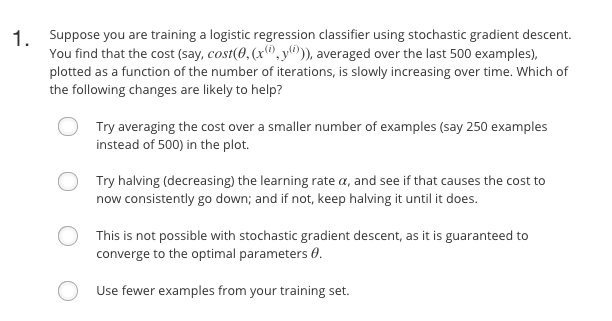 1. Suppose you are training a logistic regression classifier using stochastic gradient descent.
You find that the cost (say, cost(θ, (x⁽ⁱ⁾, y⁽ⁱ⁾)), averaged over the last 500 examples),
plotted as a function of the number of iterations, is slowly increasing over time. Which of
the following changes are likely to help?
Try averaging the cost over a smaller number of examples (say 250 examples
instead of 500) in the plot.
Try halving (decreasing) the learning rate α, and see if that causes the cost to
now consistently go down; and if not, keep halving it until it does.
This is not possible with stochastic gradient descent, as it is guaranteed to
converge to the optimal parameters θ.
Use fewer examples from your training set.